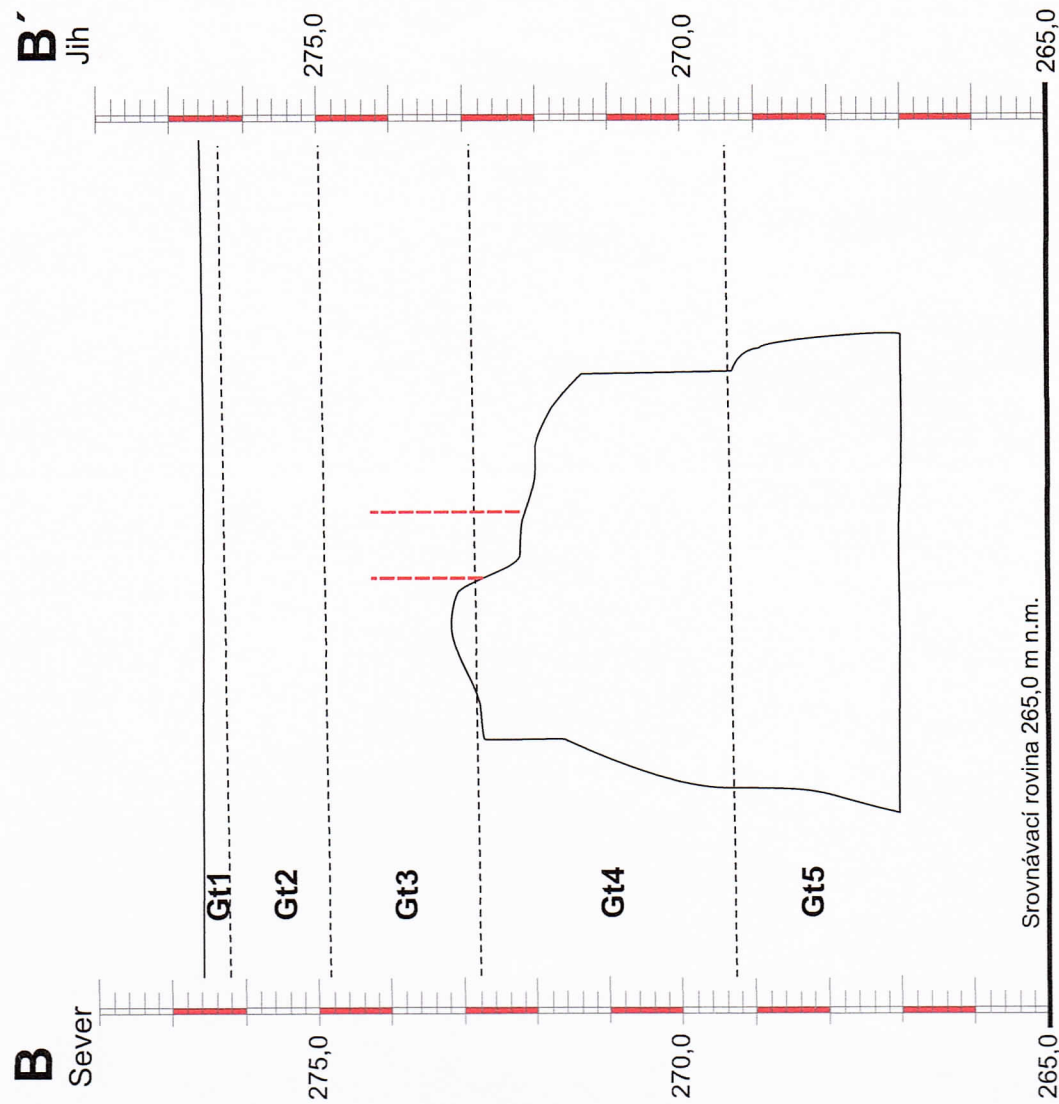 B
Sever
B´
Jih
275,0
275,0
270,0
270,0
265,0
265,0
Gt1
Gt2
Gt3
Gt4
Gt5
Srovnávací rovina 265,0 m n.m.